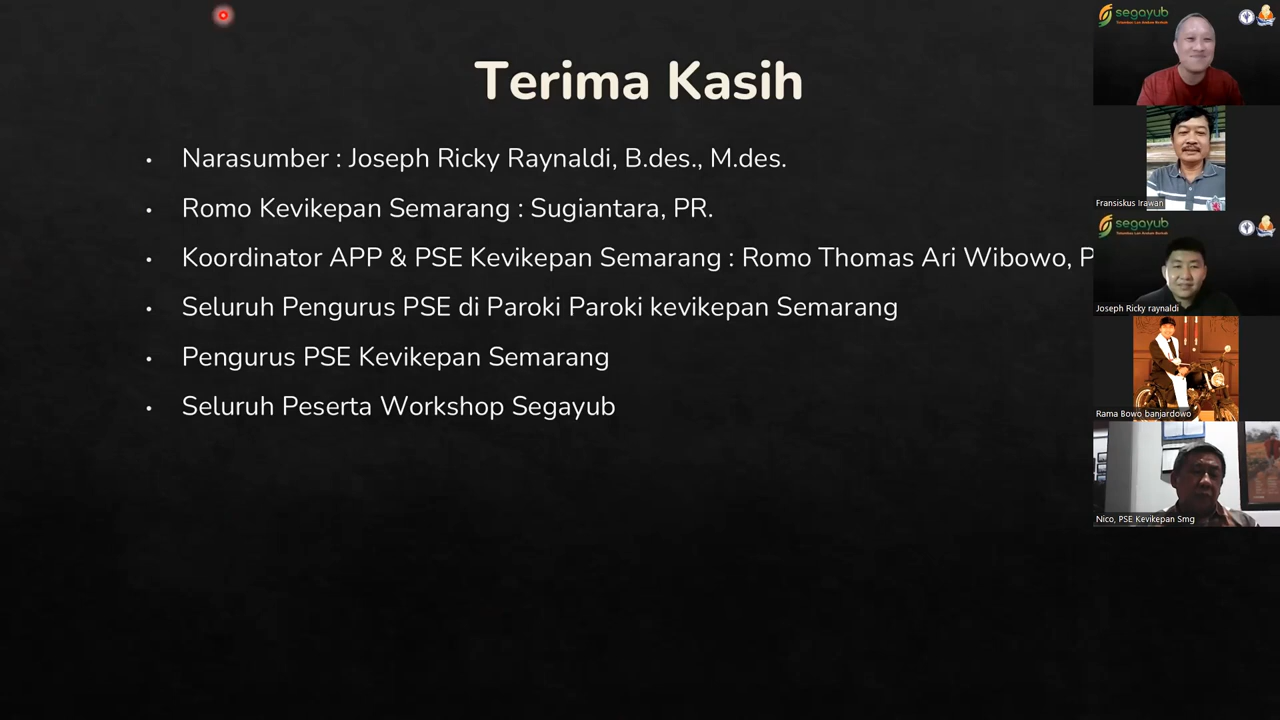 Terima Kasih
• Narasumber : Joseph Ricky Raynaldi, B.des., M.des.
• Romo Kevikepan Semarang : Sugiantara, PR.
• Koordinator APP & PSE Kevikepan Semarang : Romo Thomas Ari Wibowo, P
• Seluruh Pengurus PSE di Paroki Paroki kevikepan Semarang
• Pengurus PSE Kevikepan Semarang
• Seluruh Peserta Workshop Segayub
segayub
Fransiskus Irawan
segayub
Joseph Ricky raynaldi
Rama Bowo banjardowo
Nico, PSE Kevikepan Smg